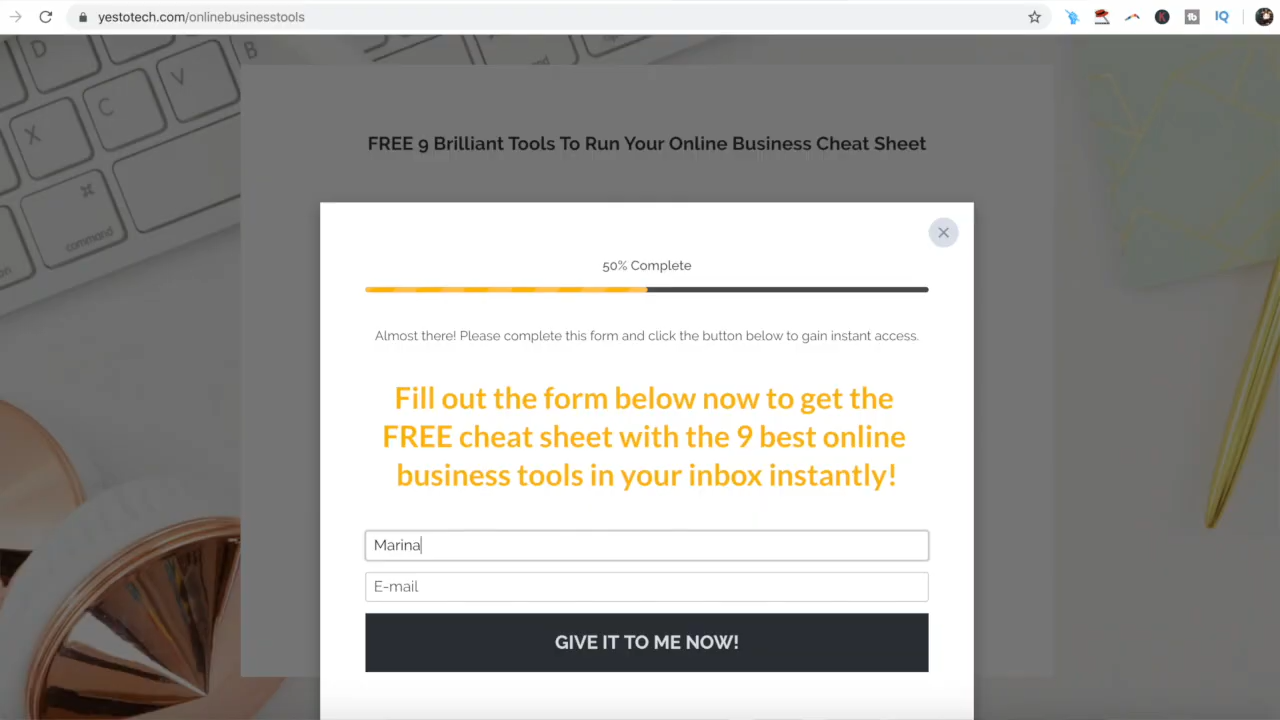 yestotech.com/onlinebusinesstools
IQ
D
B
V
C
X
command
FREE 9 Brilliant Tools To Run Your Online Business Cheat Sheet
50% Complete
Almost there! Please complete this form and click the button below to gain instant access.
Fill out the form below now to get the
FREE cheat sheet with the 9 best online
business tools in your inbox instantly!
Marina
E-mail
GIVE IT TO ME NOW!